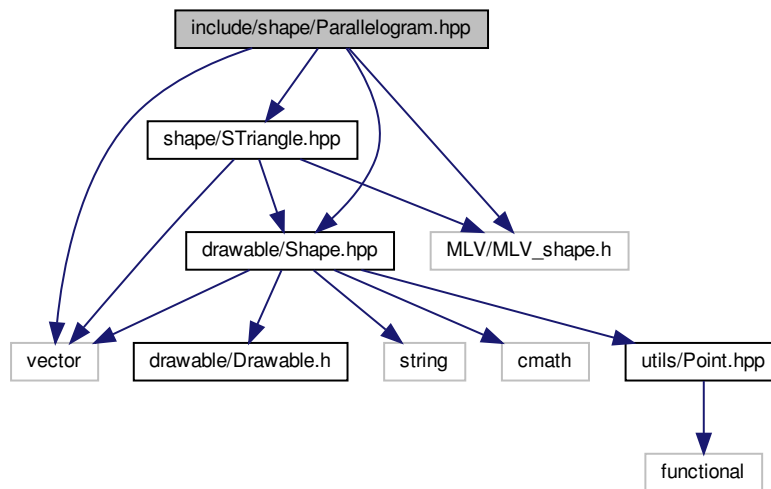 include/shape/Parallelogram.hpp
shape/STriangle.hpp
drawable/Shape.hpp
MLV/MLV_shape.h
vector
drawable/Drawable.h
string
cmath
utils/Point.hpp
functional